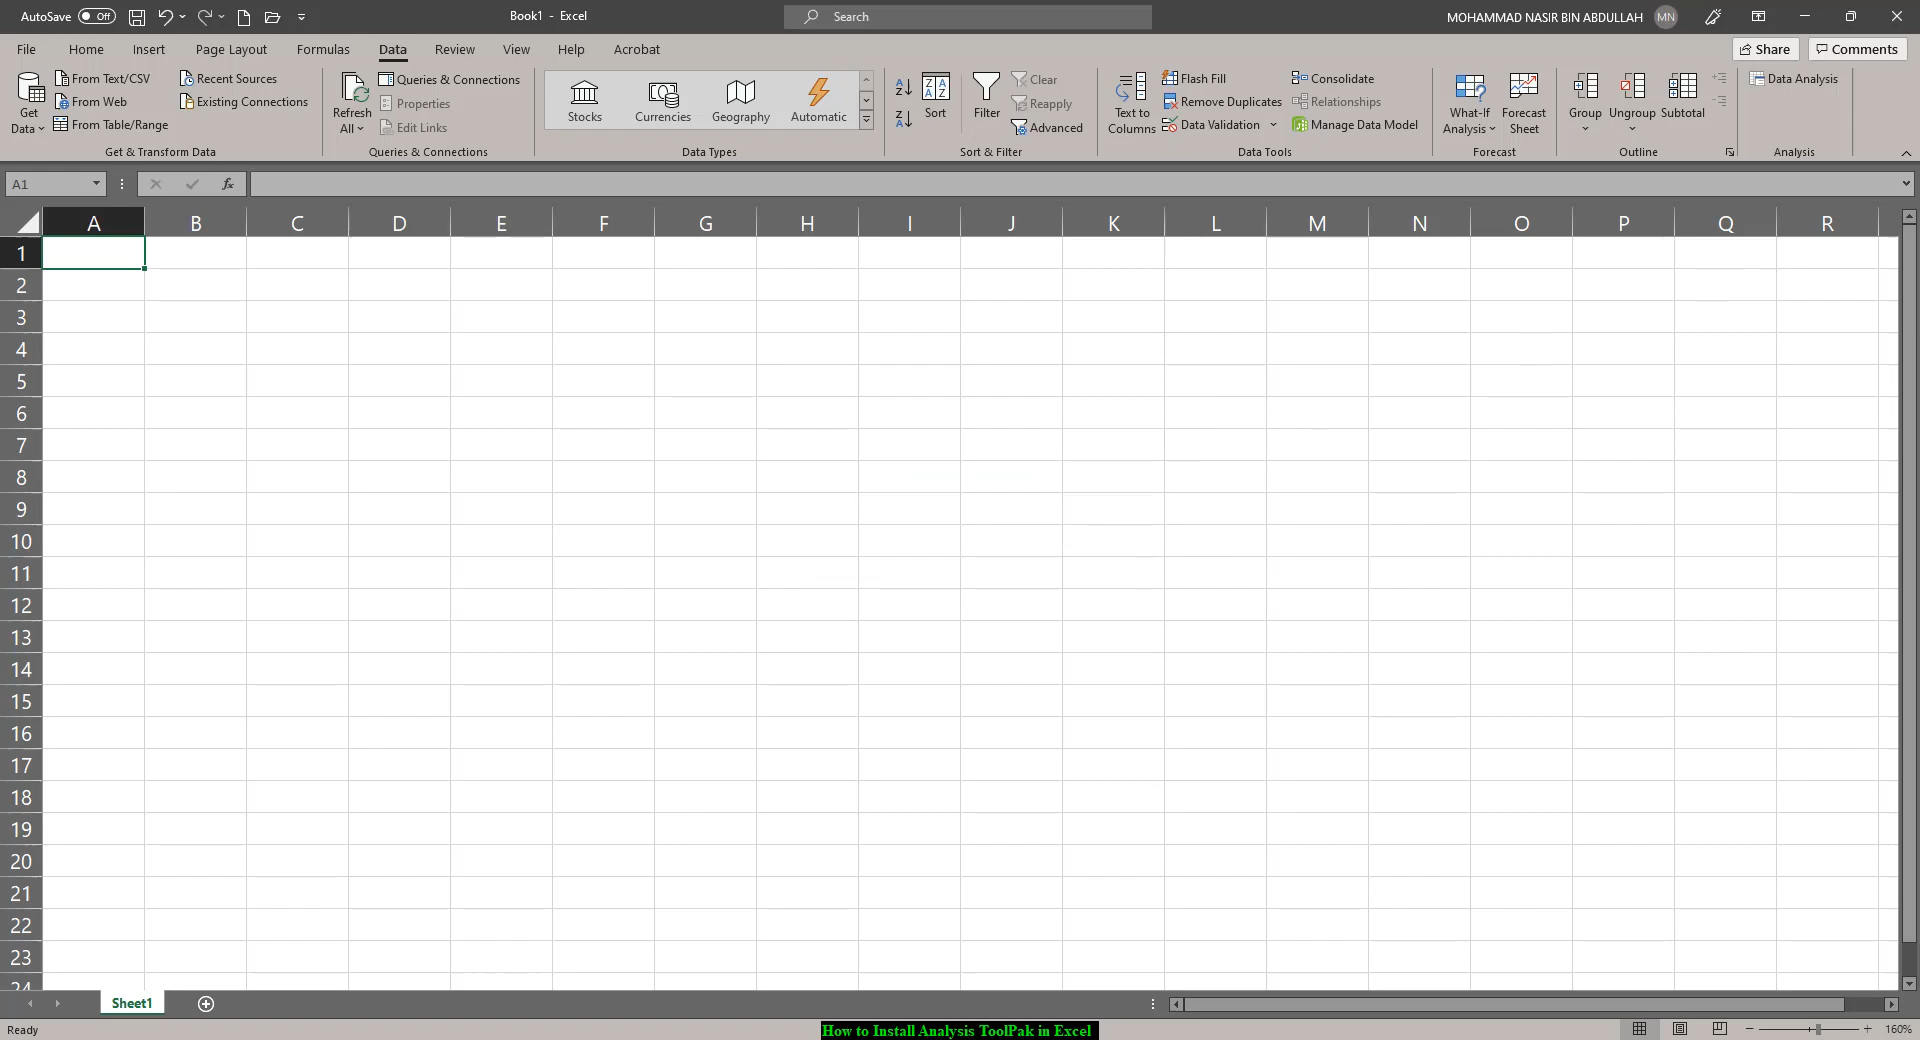 AutoSave Off Book1 - Excel Search MOHAMMAD NASIR BIN ABDULLAH MN
File Home Insert Page Layout Formulas Data Review View Help Acrobat Share Comments
Get Data
From Text/CSV
From Web
From Table/Range
Recent Sources
Existing Connections
Get & Transform Data
Refresh All
Queries & Connections
Properties
Edit Links
Queries & Connections
Stocks Currencies Geography Automatic
Data Types
Sort
Filter
Clear
Reapply
Advanced
Sort & Filter
Text to Columns
Flash Fill
Remove Duplicates
Data Validation
Consolidate
Relationships
Manage Data Model
Data Tools
What-If Analysis
Forecast Sheet
Forecast
Group Ungroup Subtotal
Outline
Data Analysis
Analysis
A1 fx
A B C D E F G H I J K L M N O P Q R
1
2
3
4
5
6
7
8
9
10
11
12
13
14
15
16
17
18
19
20
21
22
23
24
Sheet1
Ready How to Install Analysis ToolPak in Excel 160%